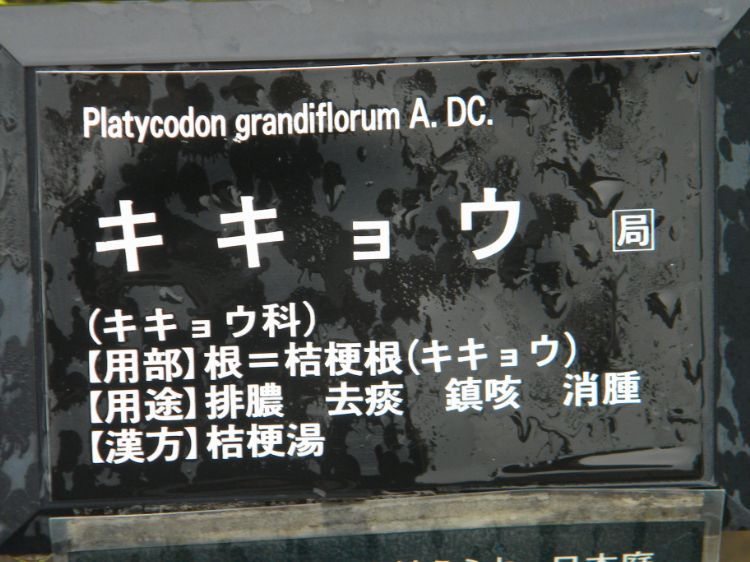 Platycodon grandiflorum A. DC.
キキョウ 局
(キキョウ科)
【用部】根＝桔梗根(キキョウ)
【用途】排膿 去痰 鎮咳 消腫
【漢方】桔梗湯